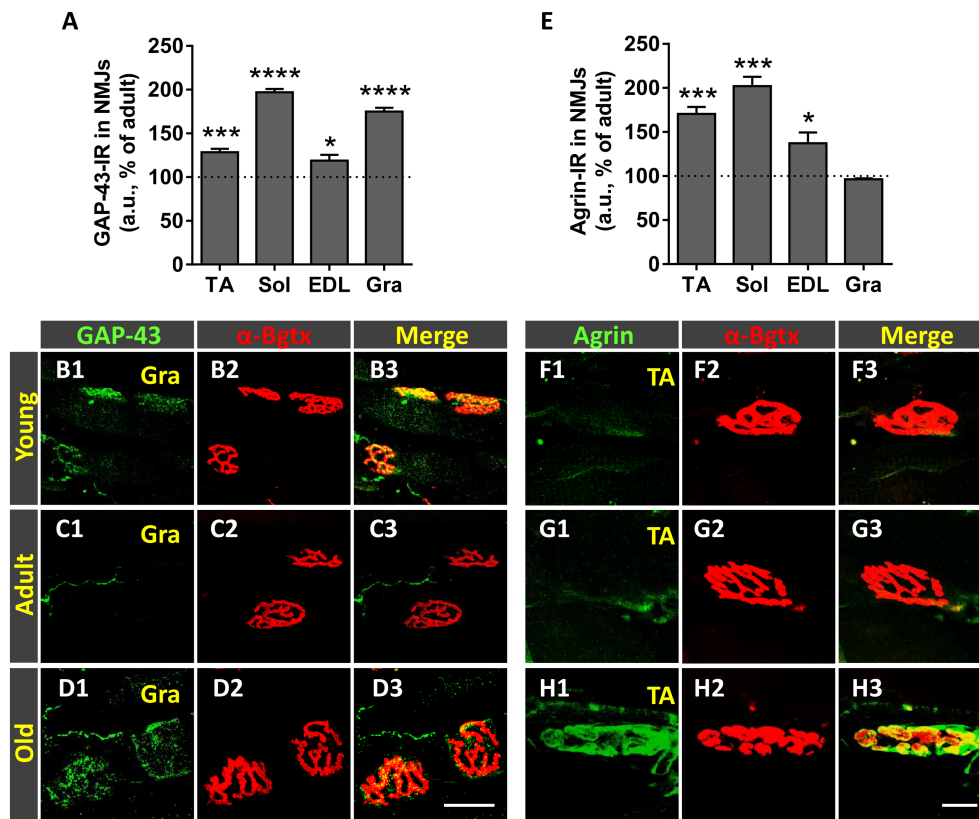 A
GAP-43-IR in NMJs
(a.u., % of adult)
250
200
150
100
50
0
***
****
*
****
TA Sol EDL Gra
E
Agrin-IR in NMJs
(a.u., % of adult)
250
200
150
100
50
0
***
***
*
TA Sol EDL Gra
GAP-43 α-Bgtx Merge
Young
B1 Gra B2 B3
Adult
C1 Gra C2 C3
Old
D1 Gra D2 D3
Agrin α-Bgtx Merge
F1 TA F2 F3
G1 TA G2 G3
H1 TA H2 H3